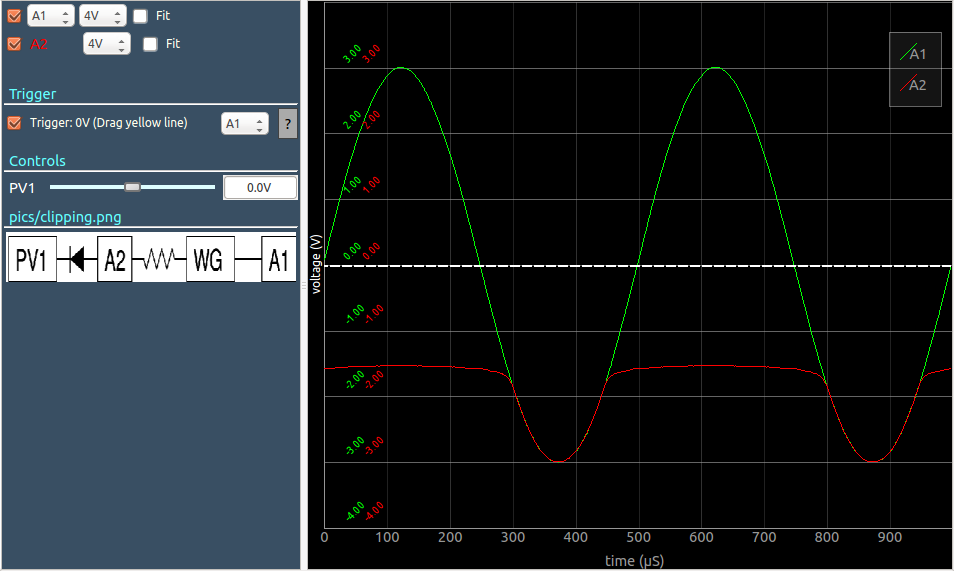 A1 4V Fit
A2 4V Fit
Trigger
Trigger: 0V (Drag yellow line) A1 ?
Controls
PV1 0.0V
pics/clipping.png
PV1 A2 WG A1
voltage (V)
3.00 3.00
2.00 2.00
1.00 1.00
0.00 0.00
-1.00 -1.00
-2.00 -2.00
-3.00 -3.00
-4.00 -4.00
A1
A2
0 100 200 300 400 500 600 700 800 900
time (µS)